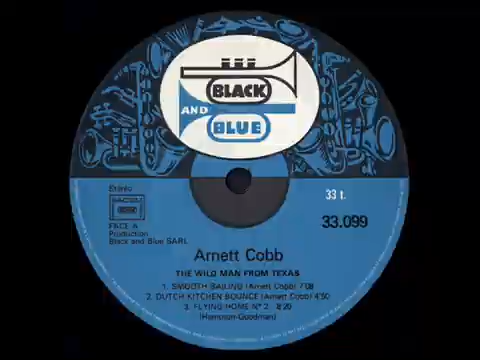 BLACK
AND
BLUE
Stéréo
SACEM
FACE A
Production
Black and Blue SARL
33 t.
33.099
Arnett Cobb
THE WILD MAN FROM TEXAS
1. SMOOTH SAILING (Arnett Cobb) 7'08
2. DUTCH KITCHEN BOUNCE (Arnett Cobb) 4'50
3. FLYING HOME N° 2 8'20
(Hampton-Goodman)